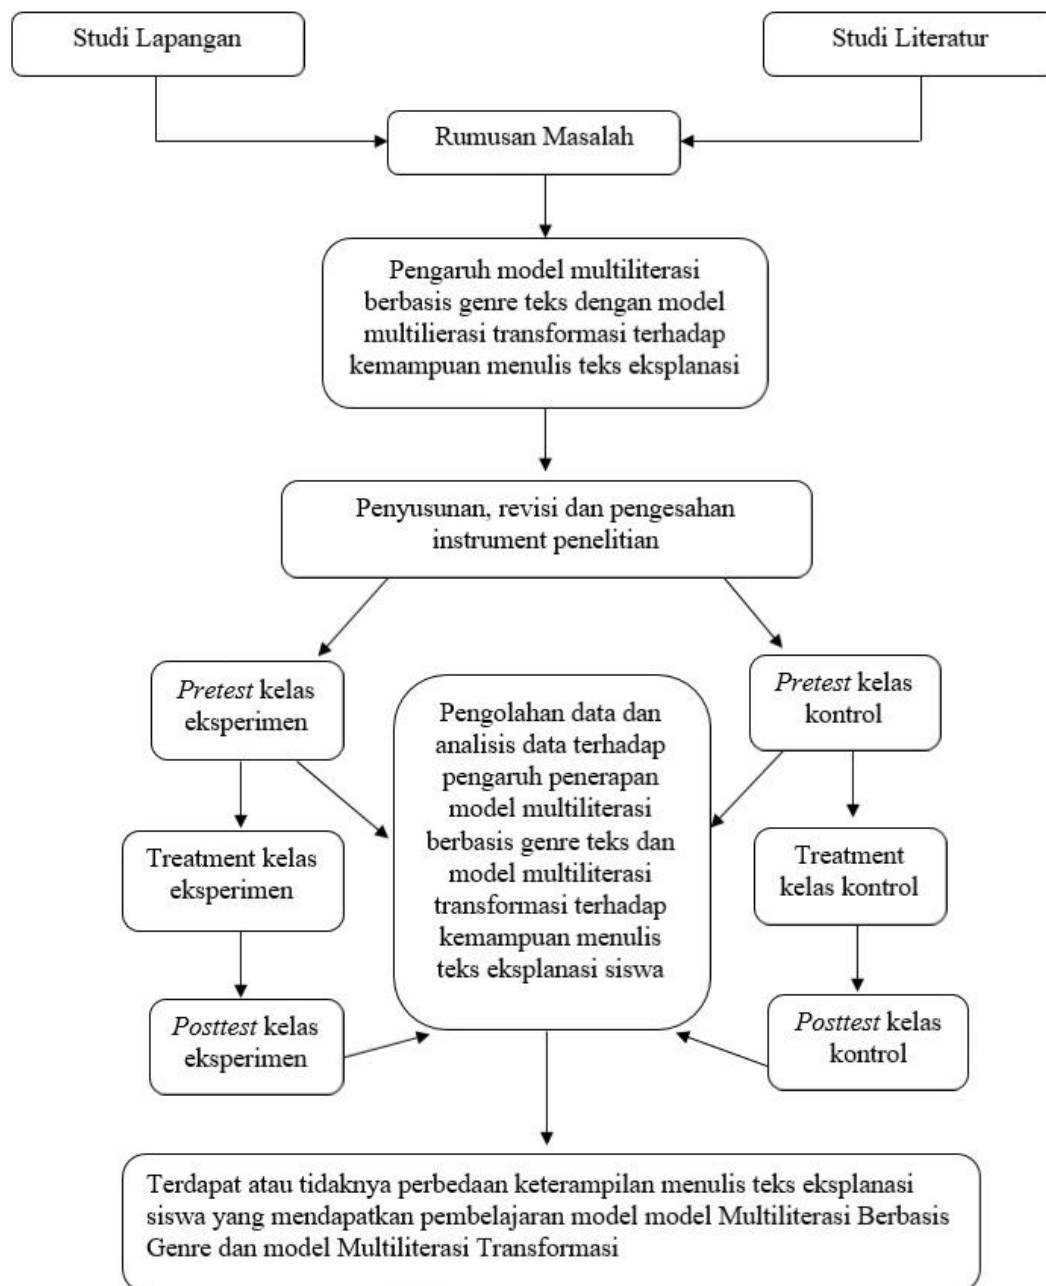 Studi Lapangan
Studi Literatur
Rumusan Masalah
Pengaruh model multiliterasi
berbasis genre teks dengan model
multilierasi transformasi terhadap
kemampuan menulis teks eksplanasi
Penyusunan, revisi dan pengesahan
instrument penelitian
Pretest kelas
eksperimen
Pengolahan data dan
analisis data terhadap
pengaruh penerapan
model multiliterasi
berbasis genre teks dan
model multiliterasi
transformasi terhadap
kemampuan menulis
teks eksplanasi siswa
Pretest kelas
kontrol
Treatment kelas
eksperimen
Treatment
kelas kontrol
Posttest kelas
eksperimen
Posttest kelas
kontrol
Terdapat atau tidaknya perbedaan keterampilan menulis teks eksplanasi
siswa yang mendapatkan pembelajaran model model Multiliterasi Berbasis
Genre dan model Multiliterasi Transformasi